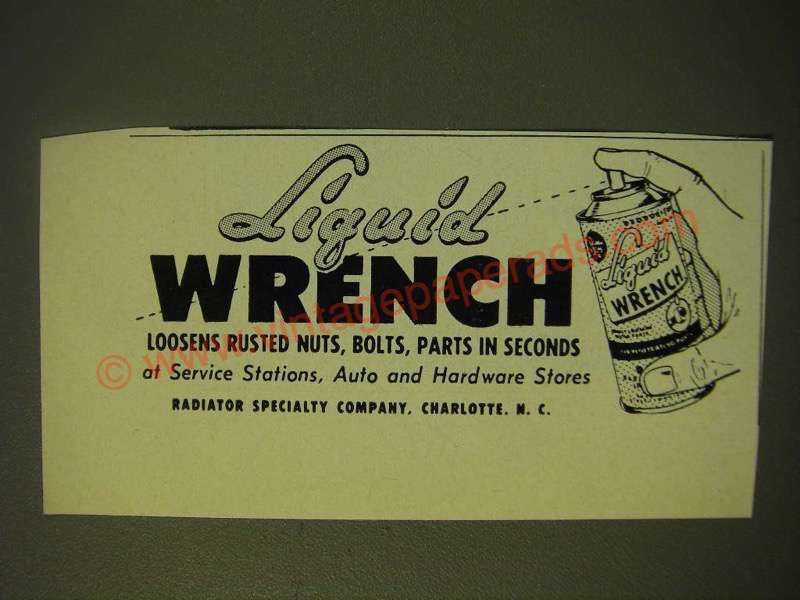 Liquid
WRENCH
LOOSENS RUSTED NUTS, BOLTS, PARTS IN SECONDS
at Service Stations, Auto and Hardware Stores
RADIATOR SPECIALTY COMPANY, CHARLOTTE, N. C.
Liquid
WRENCH
© www.vintagepaperads.com